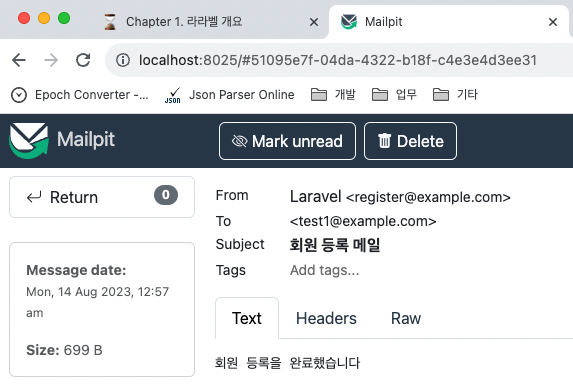 Chapter 1. 라라벨 개요
Mailpit
localhost:8025/#51095e7f-04da-4322-b18f-c4e3e4d3ee31
Epoch Converter -... JSON Json Parser Online 개발 업무 기타
Mailpit Mark unread Delete
Return 0
From Laravel <register@example.com>
To <test1@example.com>
Subject 회원 등록 메일
Tags Add tags...
Message date:
Mon, 14 Aug 2023, 12:57
am
Size: 699 B
Text Headers Raw
회원 등록을 완료했습니다